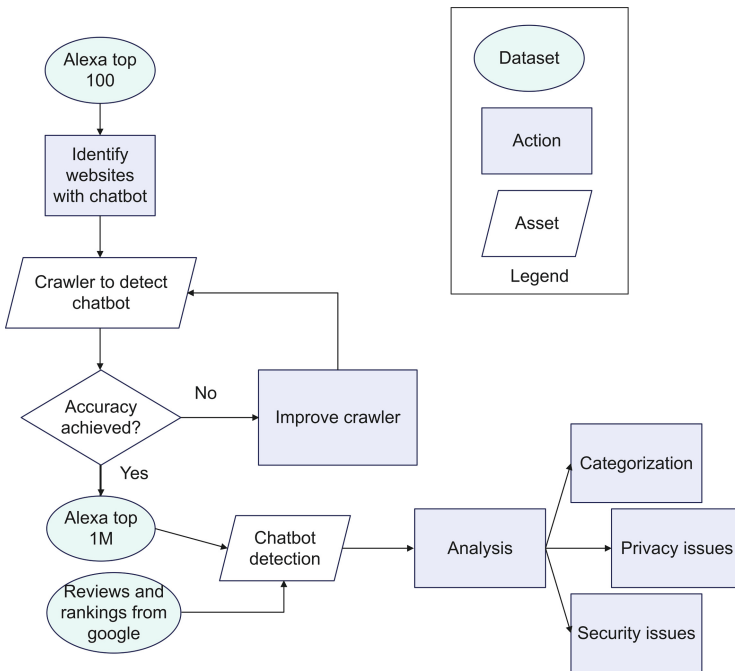 Alexa top
100
Identify
websites
with chatbot
Crawler to detect
chatbot
Accuracy
achieved?
No
Improve crawler
Yes
Alexa top
1M
Reviews and
rankings from
google
Chatbot
detection
Analysis
Categorization
Privacy issues
Security issues
Dataset
Action
Asset
Legend